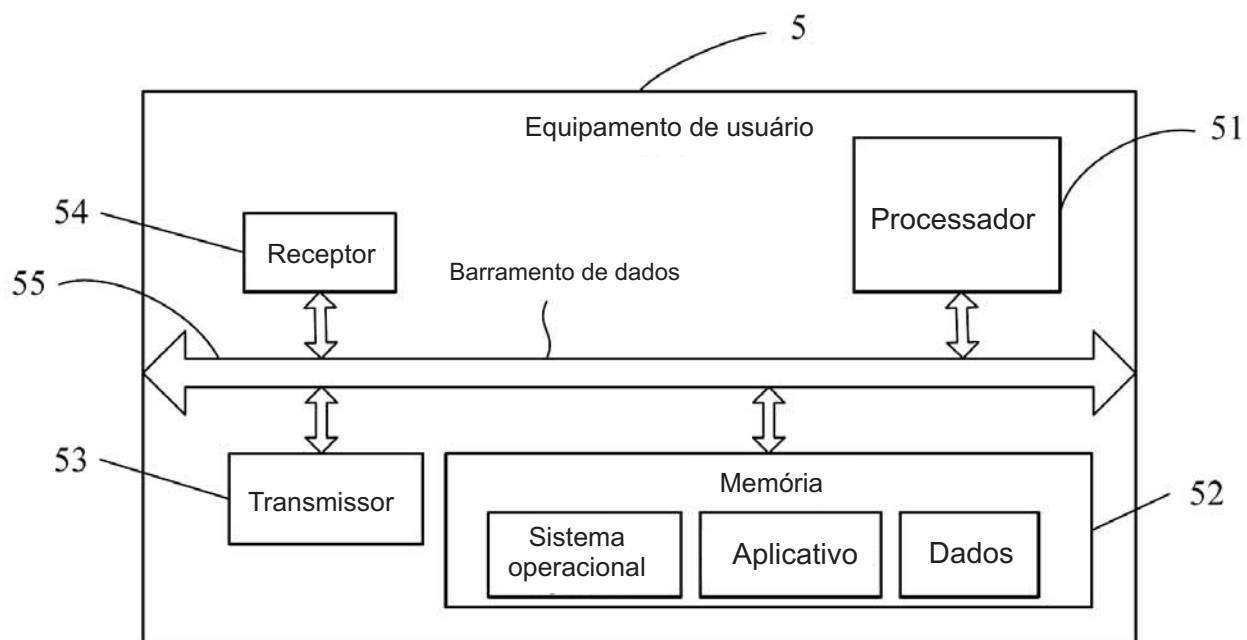 5
Equipamento de usuário
51
Processador
54
Receptor
Barramento de dados
55
53
Transmissor
Memória
52
Sistema
operacional
Aplicativo
Dados